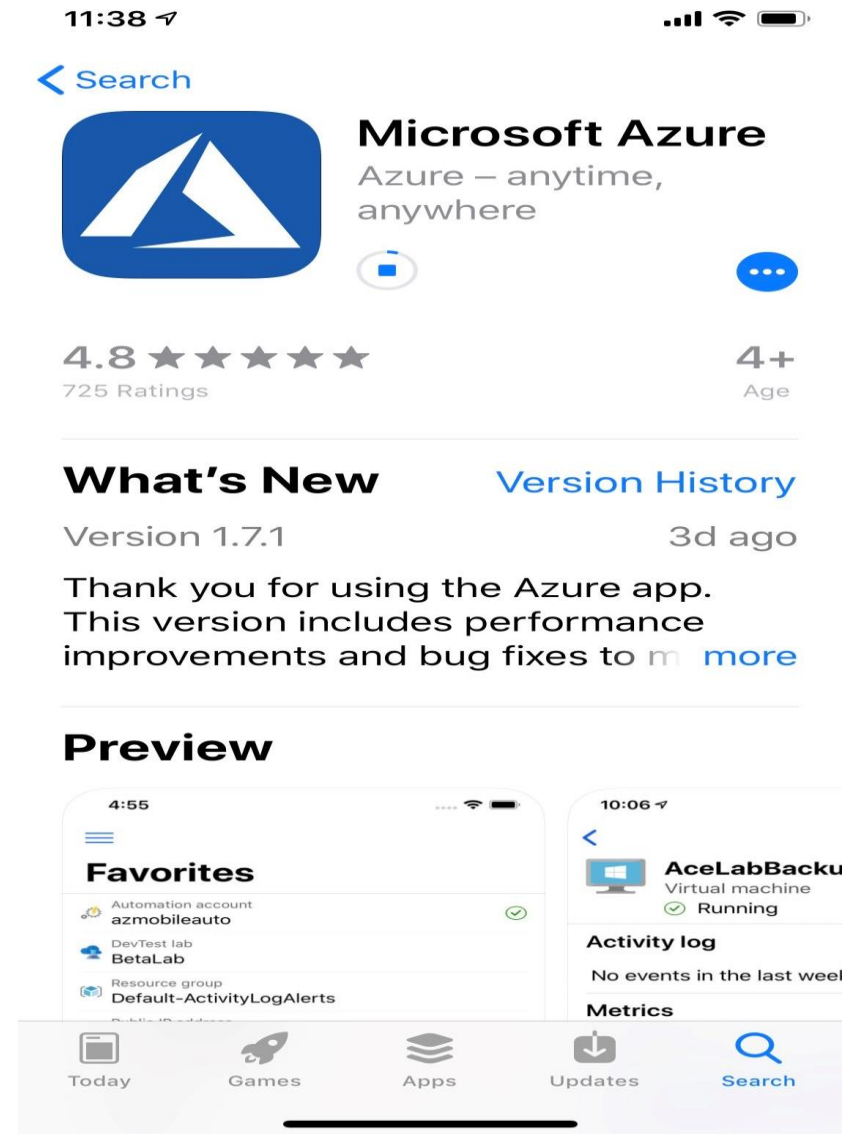 11:38
Search
Microsoft Azure
Azure – anytime,
anywhere
4.8
4+
725 Ratings
Age
What's New
Version History
Version 1.7.1
3d ago
Thank you for using the Azure app.
This version includes performance
improvements and bug fixes to m more
Preview
4:55
Favorites
Automation account
azmobileauto
DevTest lab
BetaLab
Resource group
Default-ActivityLogAlerts
10:06
AceLabBacku
Virtual machine
Running
Activity log
No events in the last week
Metrics
Today
Games
Apps
Updates
Search